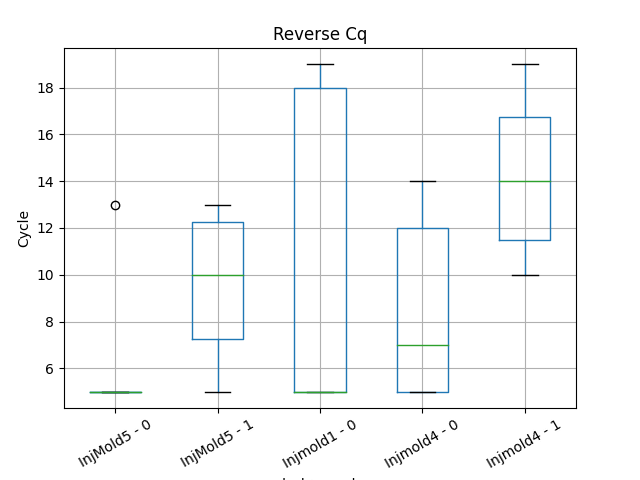 Reverse Cq
Cycle
18
16
14
12
10
8
6
InjMold5 - 0
InjMold5 - 1
Injmold1 - 0
Injmold4 - 0
Injmold4 - 1